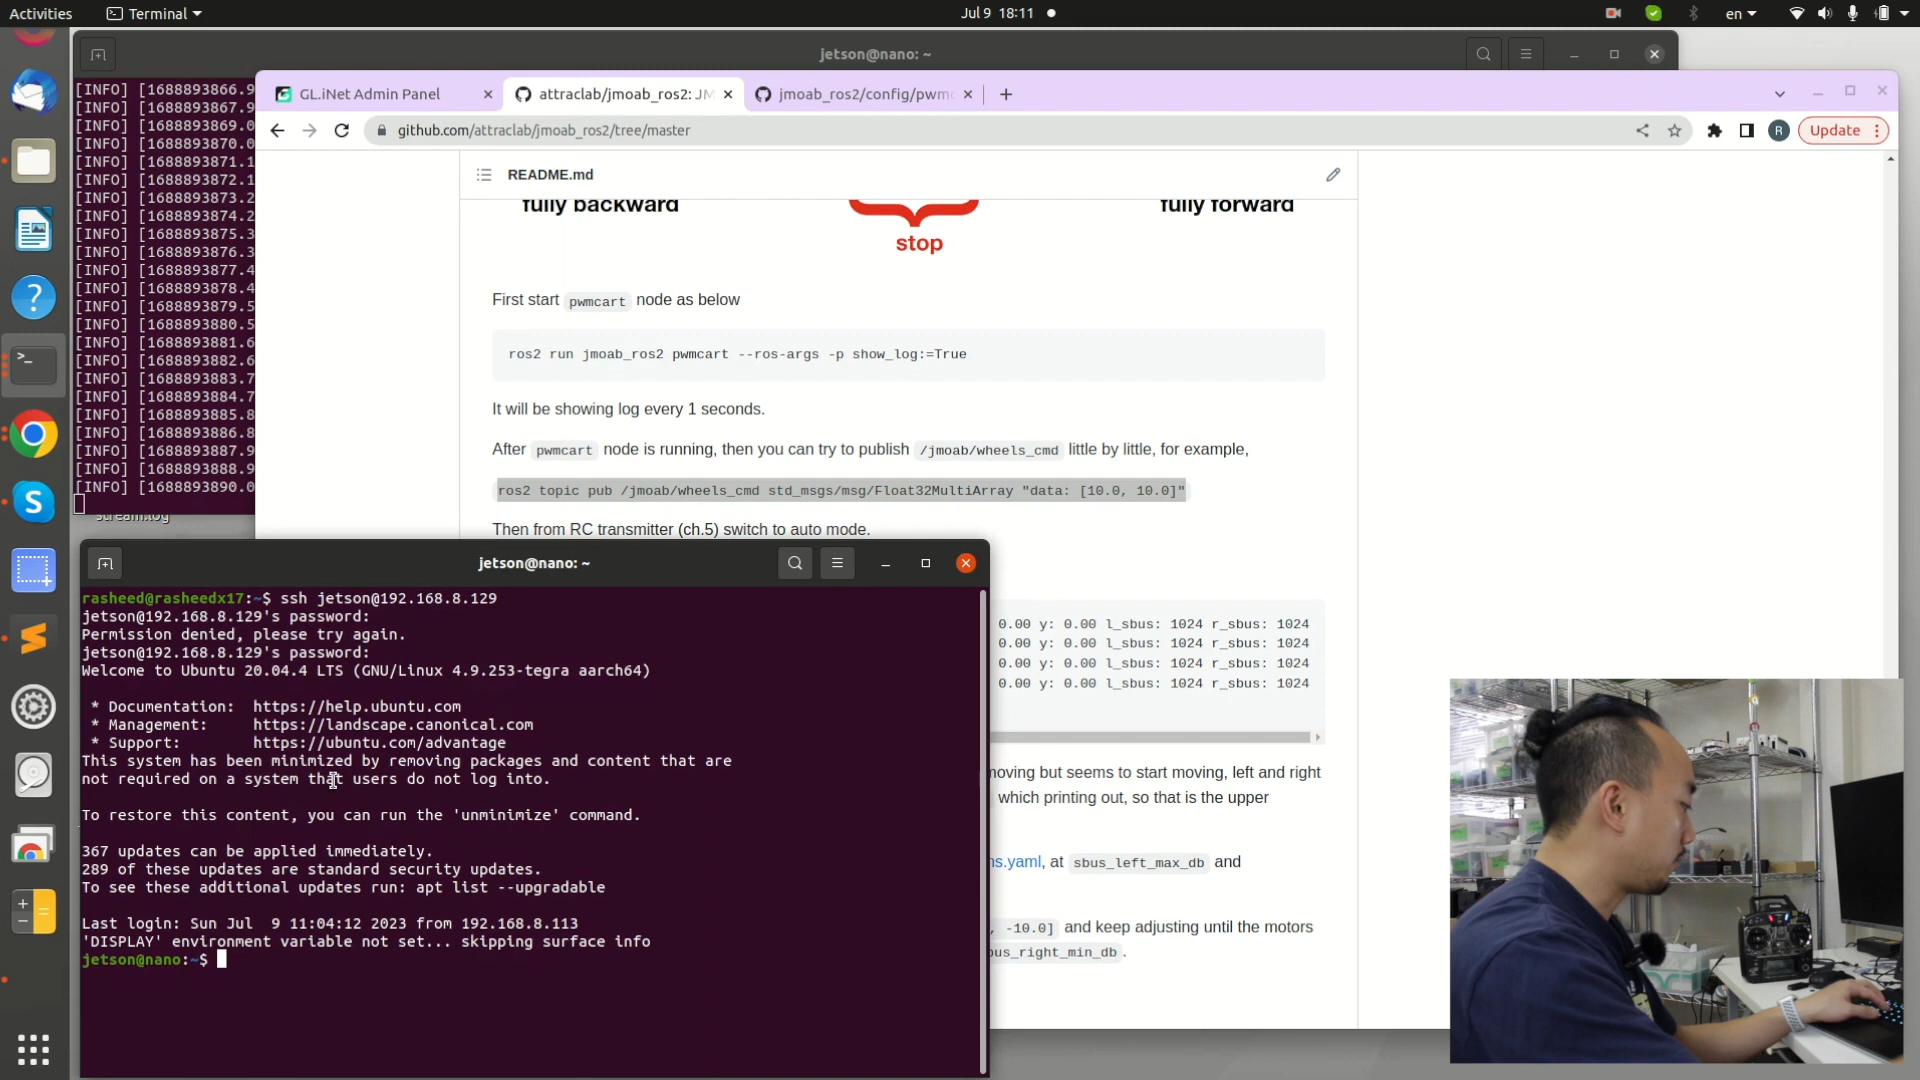 Activities
Terminal
Jul 9 18:11
en
jetson@nano: ~
[INFO] [1688893866.9
[INFO] [1688893867.9
[INFO] [1688893869.0
[INFO] [1688893870.0
[INFO] [1688893871.1
[INFO] [1688893872.1
[INFO] [1688893873.2
[INFO] [1688893874.2
[INFO] [1688893875.3
[INFO] [1688893876.3
[INFO] [1688893877.4
[INFO] [1688893878.4
[INFO] [1688893879.5
[INFO] [1688893880.5
[INFO] [1688893881.6
[INFO] [1688893882.6
[INFO] [1688893883.7
[INFO] [1688893884.7
[INFO] [1688893885.8
[INFO] [1688893886.8
[INFO] [1688893887.9
[INFO] [1688893888.9
[INFO] [1688893890.0
stream.log
GL.iNet Admin Panel
attraclab/jmoab_ros2: JM
jmoab_ros2/config/pwmc
github.com/attraclab/jmoab_ros2/tree/master
R
Update
README.md
fully backward
fully forward
stop
First start pwmcart node as below
ros2 run jmoab_ros2 pwmcart --ros-args -p show_log:=True
It will be showing log every 1 seconds.
After pwmcart node is running, then you can try to publish /jmoab/wheels_cmd little by little, for example,
ros2 topic pub /jmoab/wheels_cmd std_msgs/msg/Float32MultiArray "data: [10.0, 10.0]"
Then from RC transmitter (ch.5) switch to auto mode.
0.00 y: 0.00 l_sbus: 1024 r_sbus: 1024
0.00 y: 0.00 l_sbus: 1024 r_sbus: 1024
0.00 y: 0.00 l_sbus: 1024 r_sbus: 1024
0.00 y: 0.00 l_sbus: 1024 r_sbus: 1024
moving but seems to start moving, left and right
which printing out, so that is the upper
ns.yaml, at sbus_left_max_db and
, -10.0] and keep adjusting until the motors
bus_right_min_db.
jetson@nano: ~
rasheed@rasheedx17:~$ ssh jetson@192.168.8.129
jetson@192.168.8.129's password:
Permission denied, please try again.
jetson@192.168.8.129's password:
Welcome to Ubuntu 20.04.4 LTS (GNU/Linux 4.9.253-tegra aarch64)
* Documentation: https://help.ubuntu.com
* Management: https://landscape.canonical.com
* Support: https://ubuntu.com/advantage
This system has been minimized by removing packages and content that are
not required on a system that users do not log into.
To restore this content, you can run the 'unminimize' command.
367 updates can be applied immediately.
289 of these updates are standard security updates.
To see these additional updates run: apt list --upgradable
Last login: Sun Jul 9 11:04:12 2023 from 192.168.8.113
'DISPLAY' environment variable not set... skipping surface info
jetson@nano:~$